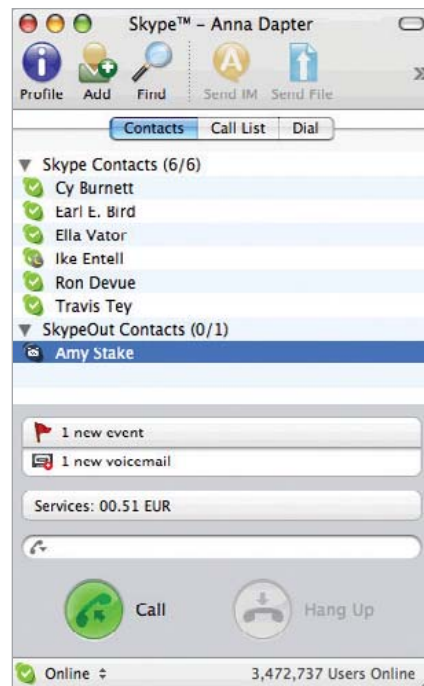 Skype™ – Anna Dapter
Profile Add Find Send IM Send File »
Contacts Call List Dial
Skype Contacts (6/6)
Cy Burnett
Earl E. Bird
Ella Vator
Ike Entell
Ron Devue
Travis Tey
SkypeOut Contacts (0/1)
Amy Stake
1 new event
1 new voicemail
Services: 00.51 EUR
Call Hang Up
Online 3,472,737 Users Online